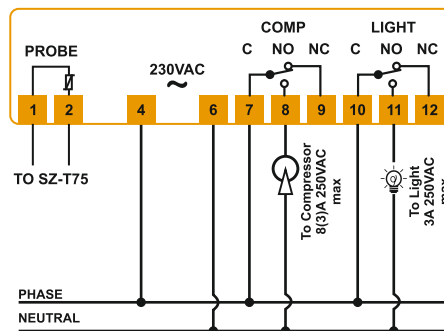 COMP
LIGHT
PROBE
C NO NC
C NO NC
230VAC
~
1 2 4 6 7 8 9 10 11 12
TO SZ-T75
To Compressor
8(3)A 250VAC
max
To Light
3A 250VAC
max
PHASE
NEUTRAL